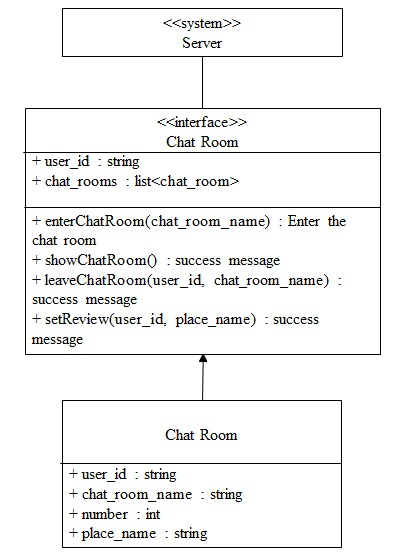 <<system>>
Server
<<interface>>
Chat Room
+ user_id : string
+ chat_rooms : list<chat_room>
+ enterChatRoom(chat_room_name) : Enter the
chat room
+ showChatRoom() : success message
+ leaveChatRoom(user_id, chat_room_name) :
success message
+ setReview(user_id, place_name) : success
message
Chat Room
+ user_id : string
+ chat_room_name : string
+ number : int
+ place_name : string